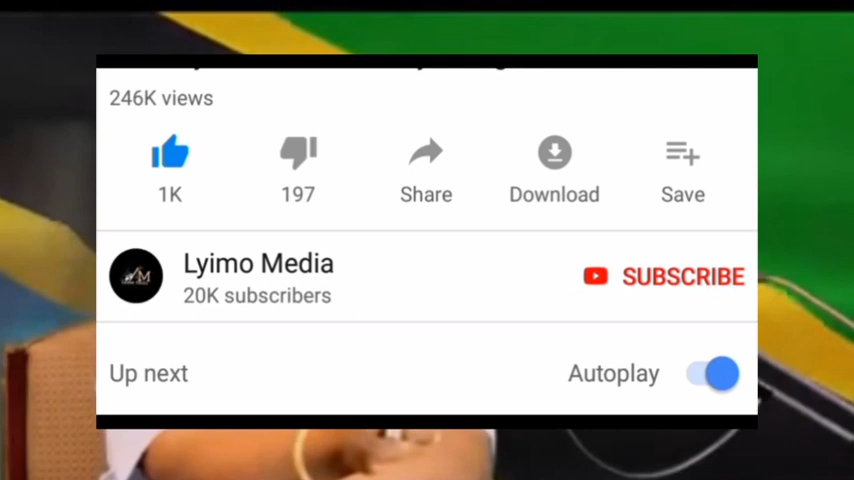 246K views
1K
197
Share
Download
Save
Lyimo Media
20K subscribers
SUBSCRIBE
Up next
Autoplay